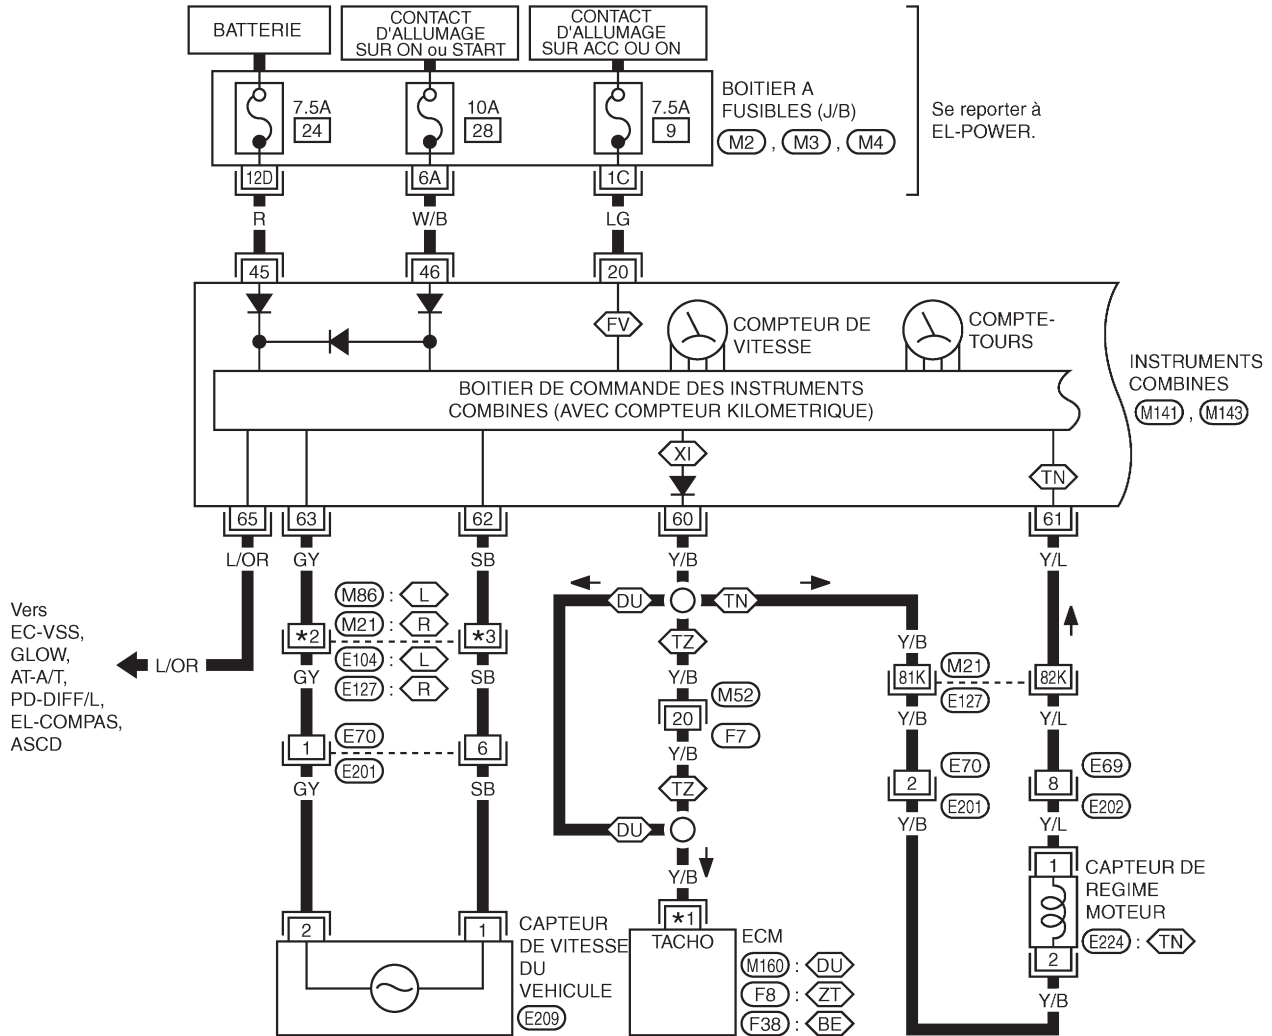 BATTERIE
CONTACT
D'ALLUMAGE
SUR ON ou START
CONTACT
D'ALLUMAGE
SUR ACC OU ON
7.5A
24
10A
28
7.5A
9
BOITIER A
FUSIBLES (J/B)
M2 , M3 , M4
Se reporter à
EL-POWER.
12D
6A
1C
R
W/B
LG
45
46
20
FV
COMPTEUR DE
VITESSE
COMPTE-
TOURS
BOITIER DE COMMANDE DES INSTRUMENTS
COMBINES (AVEC COMPTEUR KILOMETRIQUE)
INSTRUMENTS
COMBINES
M141 , M143
XI
TN
65
63
62
60
61
L/OR
GY
SB
Y/B
Y/L
DU
TN
TZ
Vers
EC-VSS,
GLOW,
AT-A/T,
PD-DIFF/L,
EL-COMPAS,
ASCD
L/OR
M86 : L
M21 : R
*2
*3
E104 : L
E127 : R
GY
SB
Y/B
Y/B
81K
M21
E127
82K
20
M52
F7
Y/B
Y/B
Y/L
1
E70
E201
6
GY
SB
TZ
DU
2
E70
E201
8
E69
E202
Y/B
Y/L
Y/B
*1
TACHO
ECM
M160 : DU
F8 : ZT
F38 : BE
2
1
CAPTEUR
DE VITESSE
DU
VEHICULE
E209
1
CAPTEUR DE
REGIME
MOTEUR
E224 : TN
2
Y/B